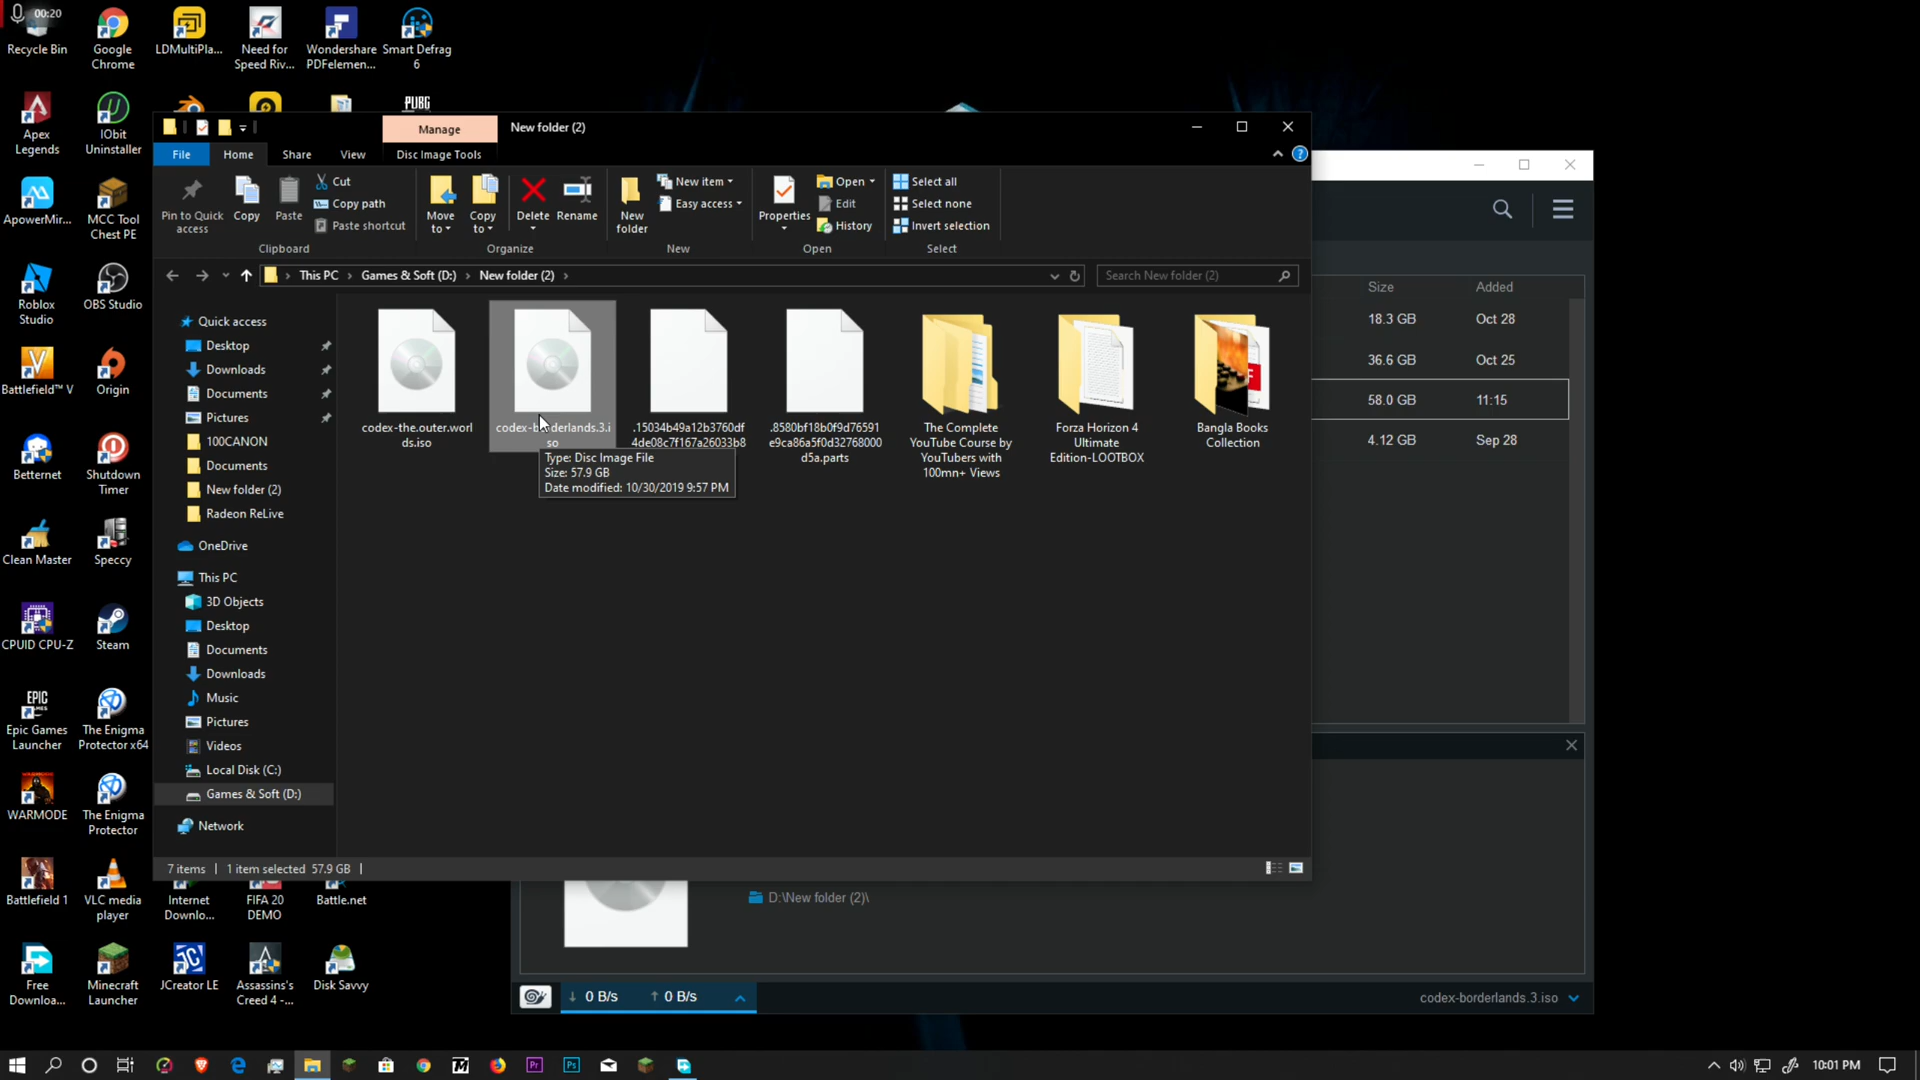 00:20
Recycle Bin
Google
Chrome
LDMultiPla...
Need for
Speed Riv...
Wondershare
PDFelemen...
Smart Defrag
6
Apex
Legends
IObit
Uninstaller
PUBG
ApowerMir...
MCC Tool
Chest PE
Roblox
Studio
OBS Studio
Battlefield™ V
Origin
Betternet
Shutdown
Timer
Clean Master
Speccy
CPUID CPU-Z
Steam
Epic Games
Launcher
The Enigma
Protector x64
WARMODE
The Enigma
Protector
Battlefield 1
VLC media
player
Internet
Downlo...
FIFA 20
DEMO
Battle.net
Free
Downloa...
Minecraft
Launcher
JCreator LE
Assassins's
Creed 4 -...
Disk Savvy
Manage
New folder (2)
File
Home
Share
View
Disc Image Tools
Pin to Quick
access
Copy
Paste
Cut
Copy path
Paste shortcut
Clipboard
Move
to
Copy
to
Delete
Rename
Organize
New
folder
New item
Easy access
New
Properties
Open
Edit
History
Open
Select all
Select none
Invert selection
Select
This PC
Games & Soft (D:)
New folder (2)
Search New folder (2)
Quick access
Desktop
Downloads
Documents
Pictures
100CANON
Documents
New folder (2)
Radeon ReLive
OneDrive
This PC
3D Objects
Desktop
Documents
Downloads
Music
Pictures
Videos
Local Disk (C:)
Games & Soft (D:)
Network
codex-the.outer.worl
ds.iso
codex-borderlands.3.i
so
.15034b49a12b3760df
4de08c7f167a26033b8
.8580bf18b0f9d76591
e9ca86a5f0d32768000
d5a.parts
The Complete
YouTube Course by
YouTubers with
100mn+ Views
Forza Horizon 4
Ultimate
Edition-LOOTBOX
Bangla Books
Collection
Type: Disc Image File
Size: 57.9 GB
Date modified: 10/30/2019 9:57 PM
7 items
1 item selected 57.9 GB
Size
Added
18.3 GB
Oct 28
36.6 GB
Oct 25
58.0 GB
11:15
4.12 GB
Sep 28
D:\New folder (2)\
0 B/s
0 B/s
codex-borderlands.3.iso
10:01 PM